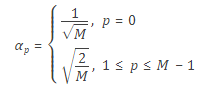 α_p = { 1/√M, p = 0
√(2/M), 1 ≤ p ≤ M − 1